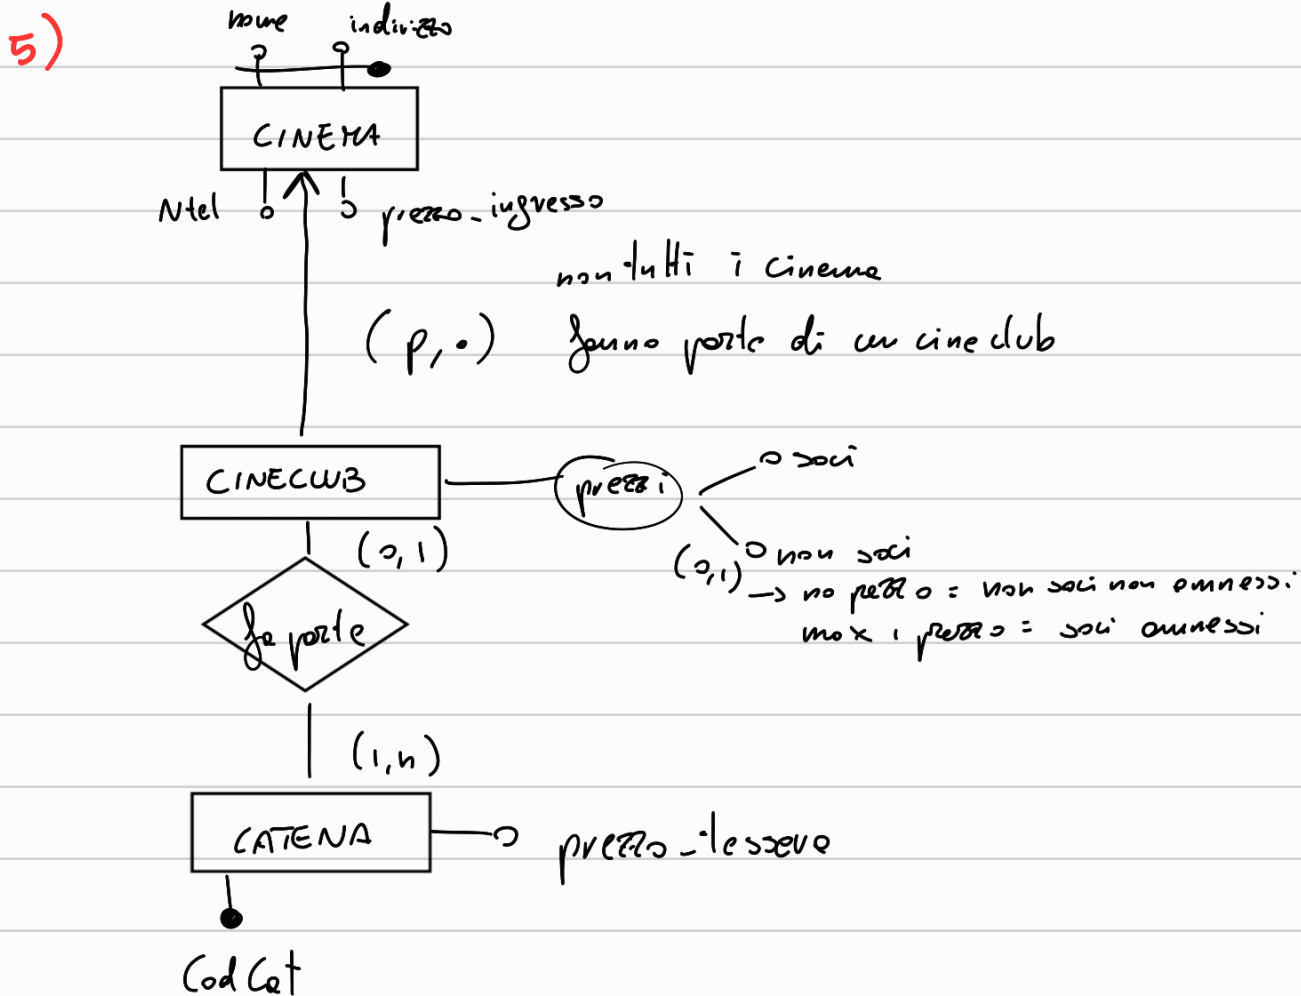 5)
nome indirizzo
CINEMA
Ntel prezzo_ingresso
non tutti i cinema
(p, •) fanno parte di un cineclub
CINECLUB prezzi soci
(0,1) non soci
(0,1) → no prezzo = non soci non ammessi
fa parte max 1 prezzo = soci ammessi
(1,n)
CATENA prezzo_tessera
CodCat